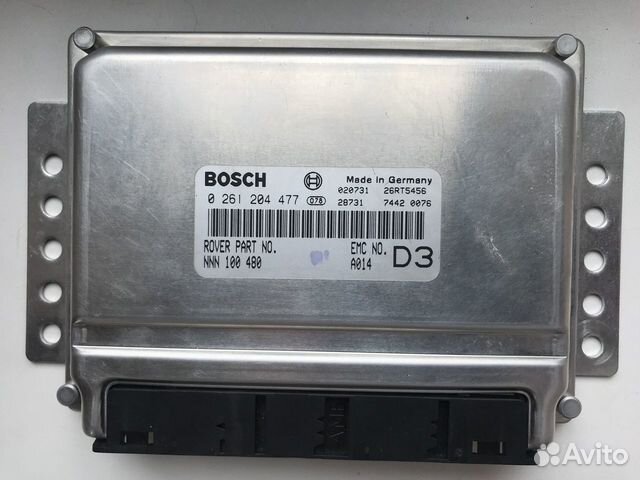 BOSCH Made in Germany
020731 26RT5456
0 261 204 477 078 28731 7442 0076
ROVER PART NO. EMC NO. D3
NNN 100 480 A014
AMP
Avito